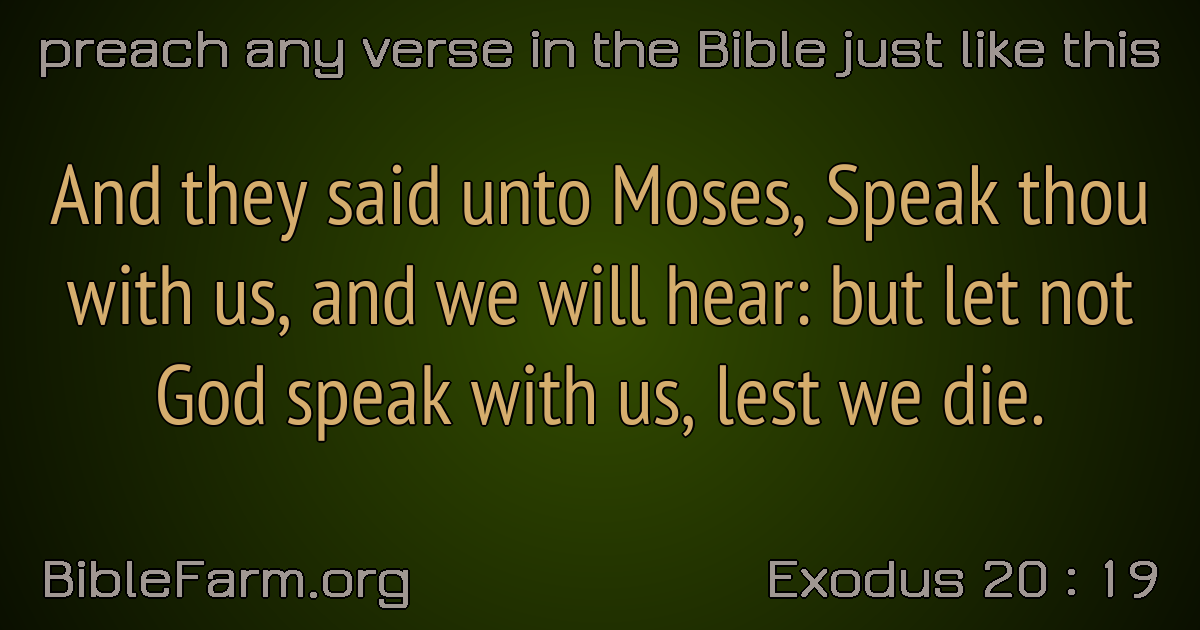 preach any verse in the Bible just like this
And they said unto Moses, Speak thou
with us, and we will hear: but let not
God speak with us, lest we die.
BibleFarm.org
Exodus 20 : 19